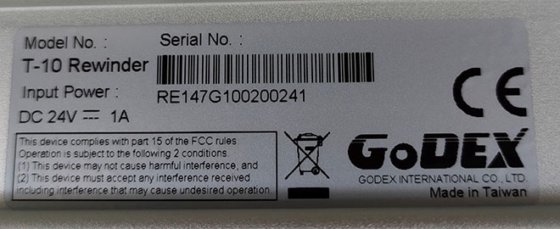 Model No. :
T-10 Rewinder
Input Power :
DC 24V ⎓ 1A
Serial No. :
RE147G100200241
This device complies with part 15 of the FCC rules
Operation is subject to the following 2 conditions.
(1) This device may not cause harmful interference, and
(2) This device must accept any interference received
including interference that may cause undesired operation
CE
GoDEX
GODEX INTERNATIONAL CO., LTD.
Made in Taiwan